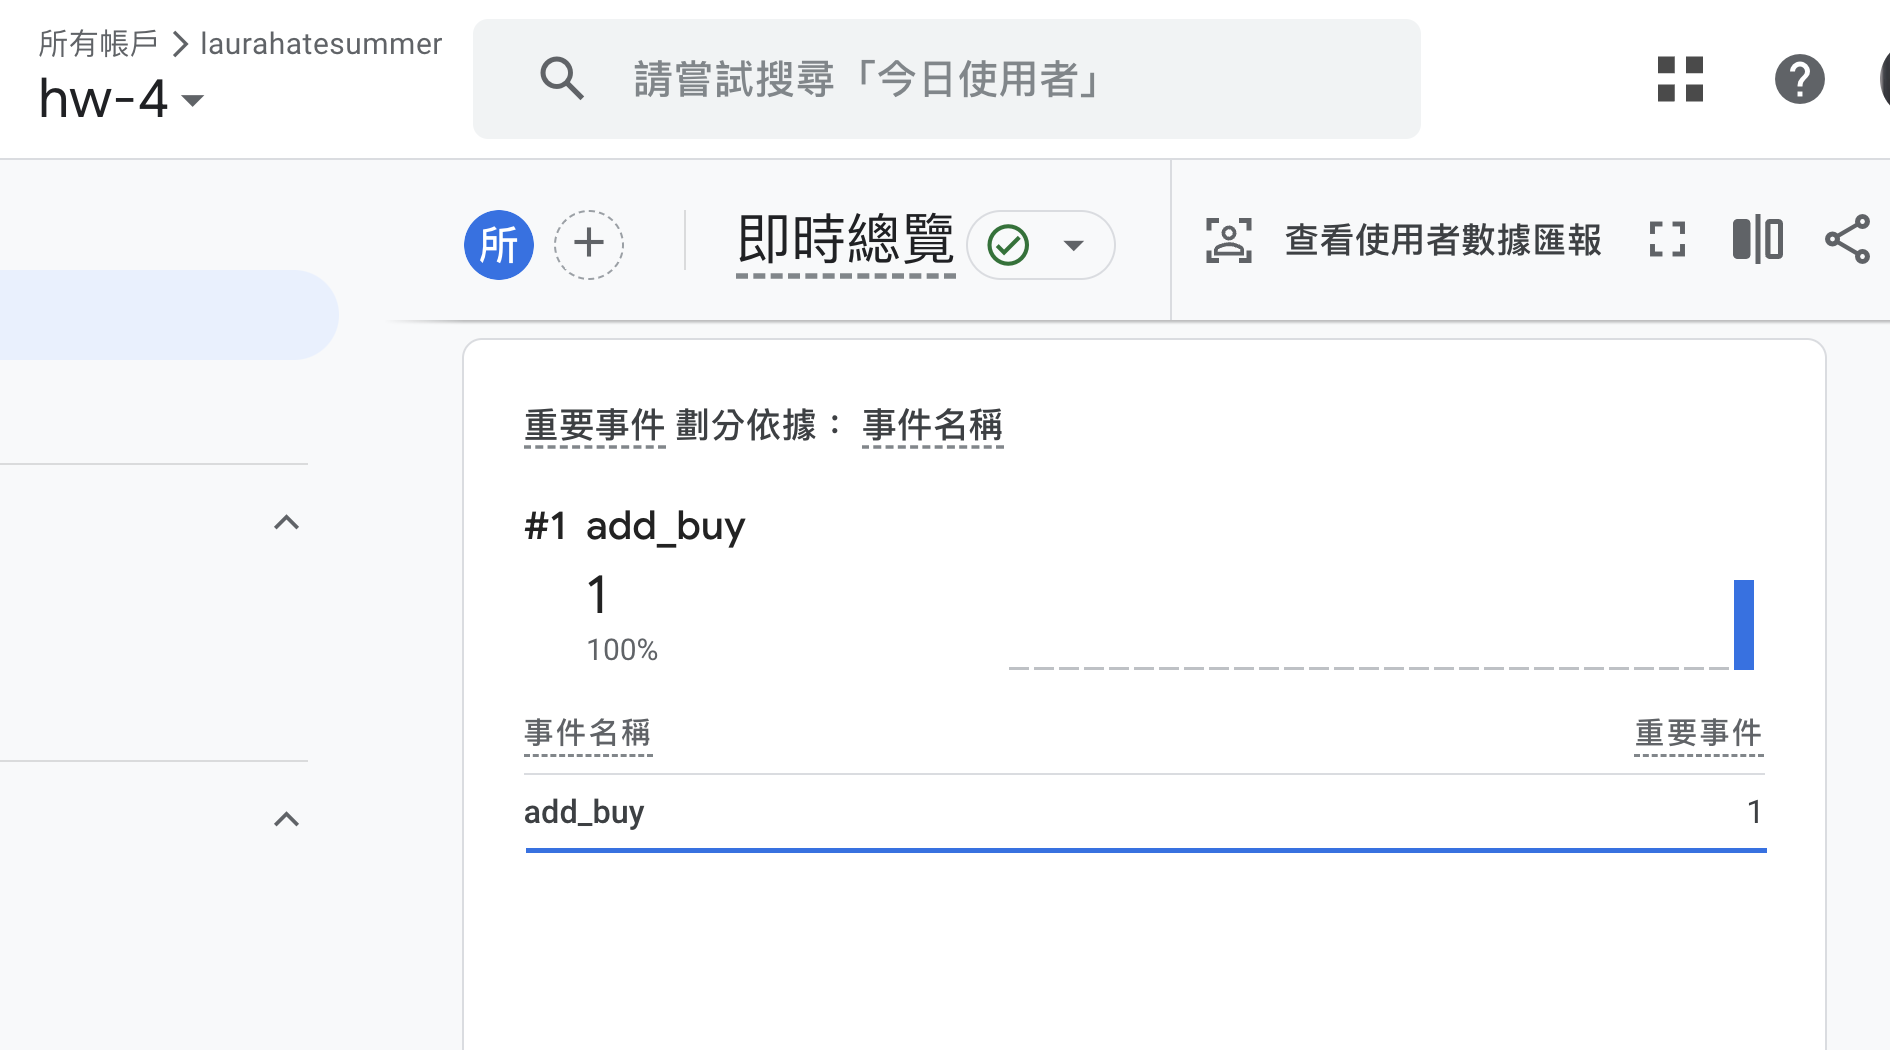 所有帳戶 > laurahatesummer
hw-4
請嘗試搜尋「今日使用者」
所
即時總覽
查看使用者數據匯報
重要事件 劃分依據： 事件名稱
#1 add_buy
1
100%
事件名稱 重要事件
add_buy 1